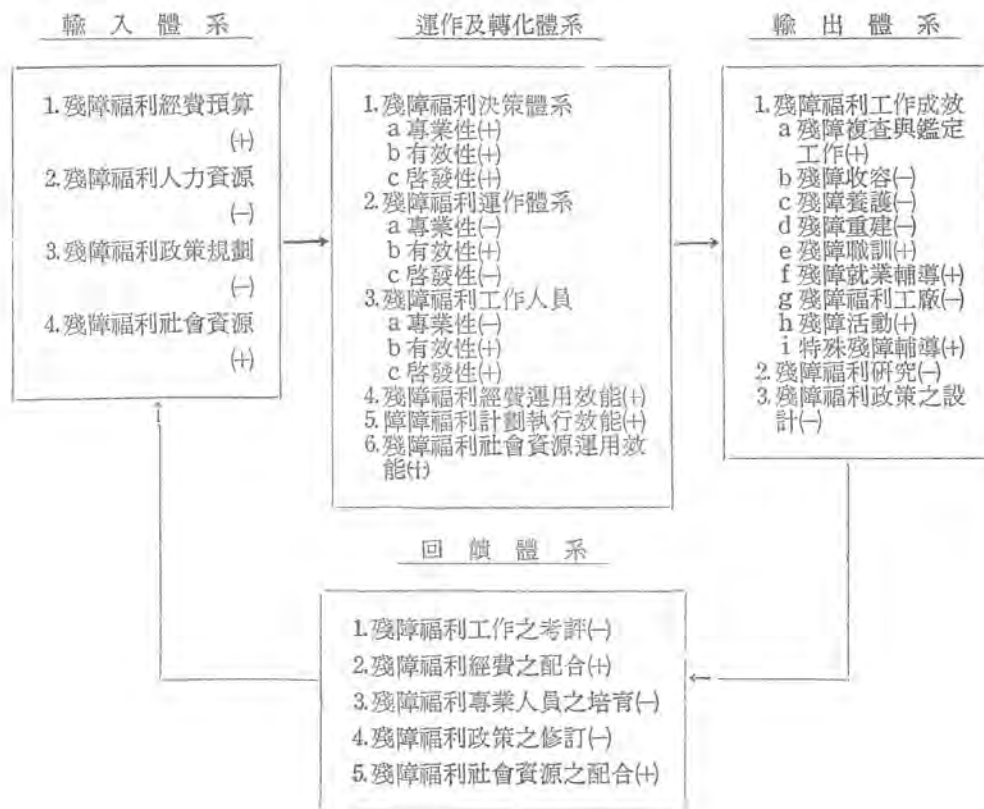 輸入體系
1.殘障福利經費預算
(+)
2.殘障福利人力資源
(−)
3.殘障福利政策規劃
(−)
4.殘障福利社會資源
(+)
運作及轉化體系
1.殘障福利決策體系
a 專業性(+)
b 有效性(+)
c 啓發性(+)
2.殘障福利運作體系
a 專業性(−)
b 有效性(+)
c 啓發性(−)
3.殘障福利工作人員
a 專業性(−)
b 有效性(+)
c 啓發性(+)
4.殘障福利經費運用效能(+)
5.障障福利計劃執行效能(+)
6.殘障福利社會資源運用效
能(+)
輸出體系
1.殘障福利工作成效
a 殘障複查與鑑定
工作(+)
b 殘障收容(−)
c 殘障養護(−)
d 殘障重建(−)
e 殘障職訓(+)
f 殘障就業輔導(+)
g 殘障福利工廠(−)
h 殘障活動(+)
i 特殊殘障輔導(+)
2.殘障福利研究(−)
3.殘障福利政策之設
計(−)
回饋體系
1.殘障福利工作之考評(−)
2.殘障福利經費之配合(+)
3.殘障福利專業人員之培育(−)
4.殘障福利政策之修訂(−)
5.殘障福利社會資源之配合(+)